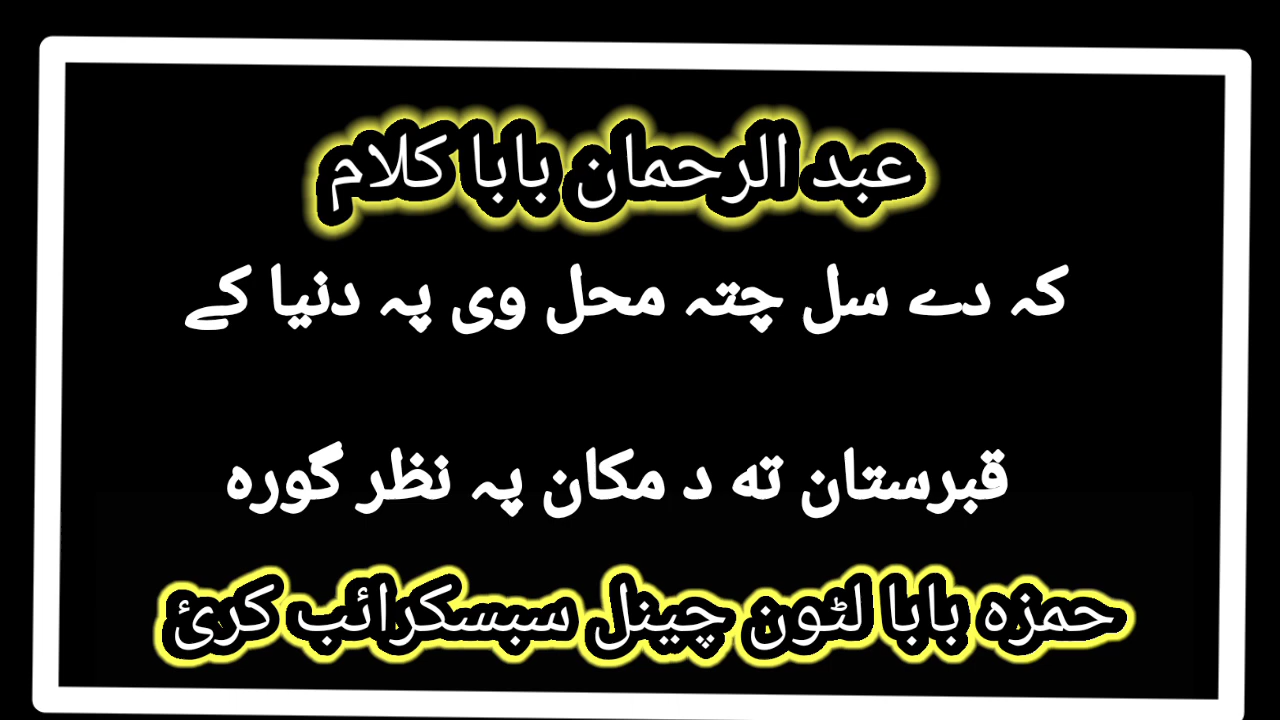 عبد الرحمان بابا کلام
کہ دے سل چتہ محل وی پہ دنیا کے
قبرستان ته د مکان پہ نظر گوره
حمزه بابا لټون چینل سبسکرائب کرئ